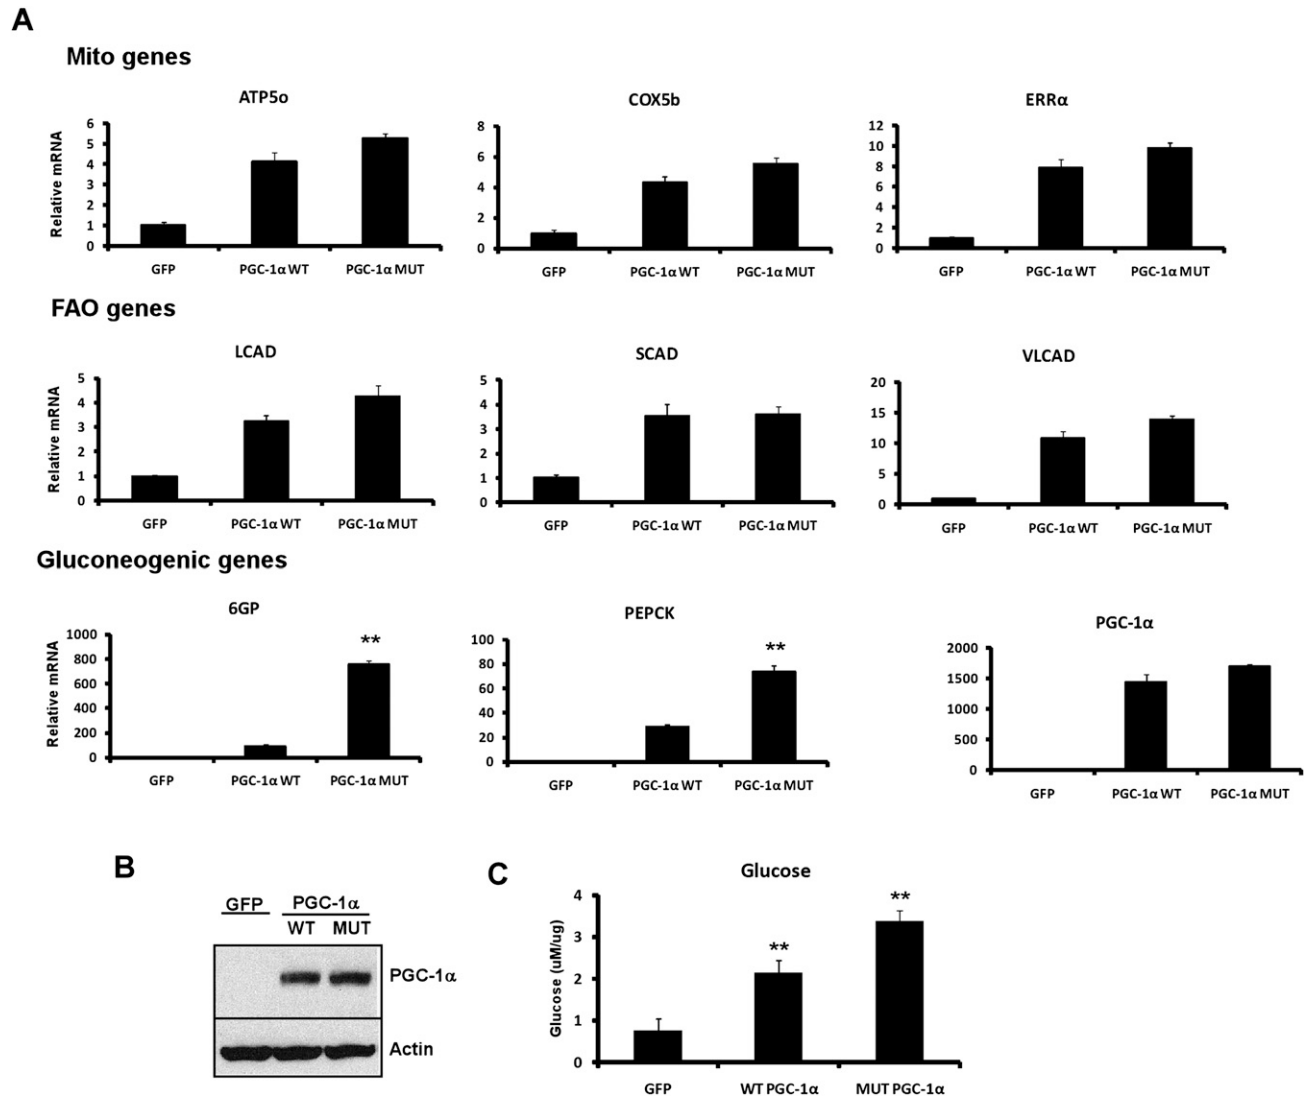 A
Mito genes
ATP5o
COX5b
ERRα
Relative mRNA
6
5
4
3
2
1
0
GFP
PGC-1α WT
PGC-1α MUT
8
6
4
2
0
GFP
PGC-1α WT
PGC-1α MUT
12
10
8
6
4
2
0
GFP
PGC-1α WT
PGC-1α MUT
FAO genes
LCAD
SCAD
VLCAD
Relative mRNA
5
4
3
2
1
0
GFP
PGC-1α WT
PGC-1α MUT
5
4
3
2
1
0
GFP
PGC-1α WT
PGC-1α MUT
20
15
10
5
0
GFP
PGC-1α WT
PGC-1α MUT
Gluconeogenic genes
6GP
PEPCK
PGC-1α
Relative mRNA
1000
800
600
400
200
0
**
GFP
PGC-1α WT
PGC-1α MUT
100
80
60
40
20
0
**
GFP
PGC-1α WT
PGC-1α MUT
2000
1500
1000
500
0
GFP
PGC-1α WT
PGC-1α MUT
B
GFP
PGC-1α
WT MUT
PGC-1α
Actin
C
Glucose
Glucose (uM/ug)
4
3
2
1
0
**
**
GFP
WT PGC-1α
MUT PGC-1α